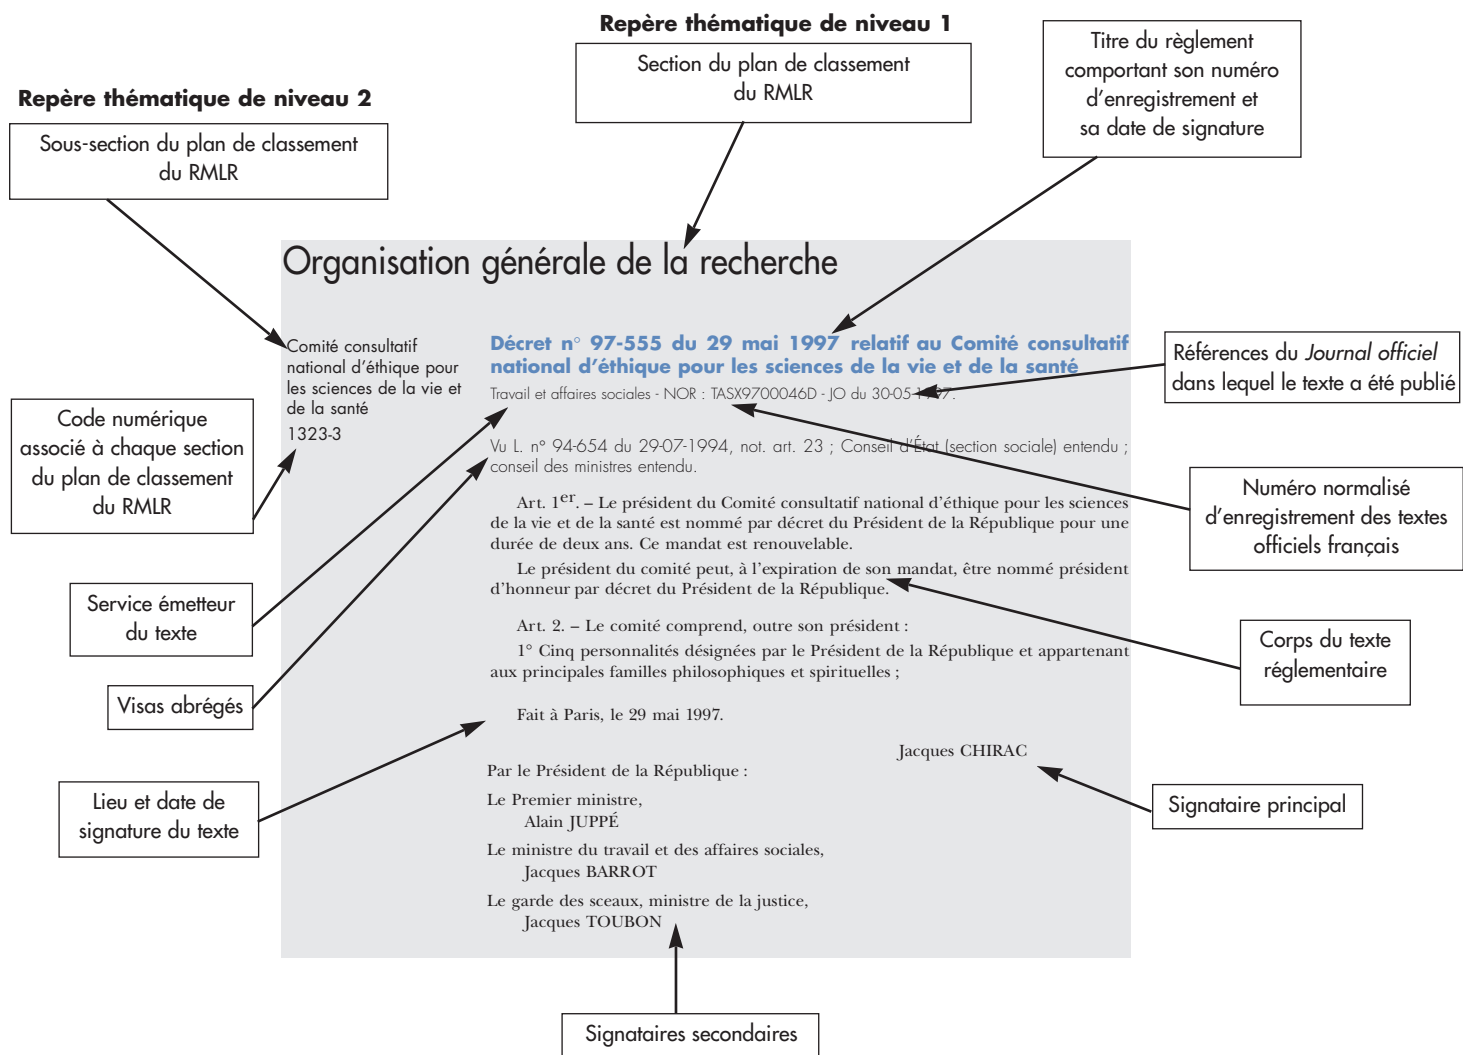 Repère thématique de niveau 1
Section du plan de classement
du RMLR
Titre du règlement
comportant son numéro
d'enregistrement et
sa date de signature
Repère thématique de niveau 2
Sous-section du plan de classement
du RMLR
Organisation générale de la recherche
Comité consultatif
national d'éthique pour
les sciences de la vie et
de la santé
1323-3
Décret n° 97-555 du 29 mai 1997 relatif au Comité consultatif
national d'éthique pour les sciences de la vie et de la santé
Travail et affaires sociales - NOR : TASX9700046D - JO du 30-05-1997.
Références du Journal officiel
dans lequel le texte a été publié
Code numérique
associé à chaque section
du plan de classement
du RMLR
Vu L. nº 94-654 du 29-07-1994, not. art. 23 ; Conseil d'État (section sociale) entendu ;
conseil des ministres entendu.
Numéro normalisé
d'enregistrement des textes
officiels français
Art. 1er. – Le président du Comité consultatif national d'éthique pour les sciences
de la vie et de la santé est nommé par décret du Président de la République pour une
durée de deux ans. Ce mandat est renouvelable.
Le président du comité peut, à l'expiration de son mandat, être nommé président
d'honneur par décret du Président de la République.
Service émetteur
du texte
Art. 2. – Le comité comprend, outre son président :
1° Cinq personnalités désignées par le Président de la République et appartenant
aux principales familles philosophiques et spirituelles ;
Corps du texte
réglementaire
Visas abrégés
Fait à Paris, le 29 mai 1997.
Jacques CHIRAC
Par le Président de la République :
Lieu et date de
signature du texte
Le Premier ministre,
Alain JUPPÉ
Signataire principal
Le ministre du travail et des affaires sociales,
Jacques BARROT
Le garde des sceaux, ministre de la justice,
Jacques TOUBON
Signataires secondaires